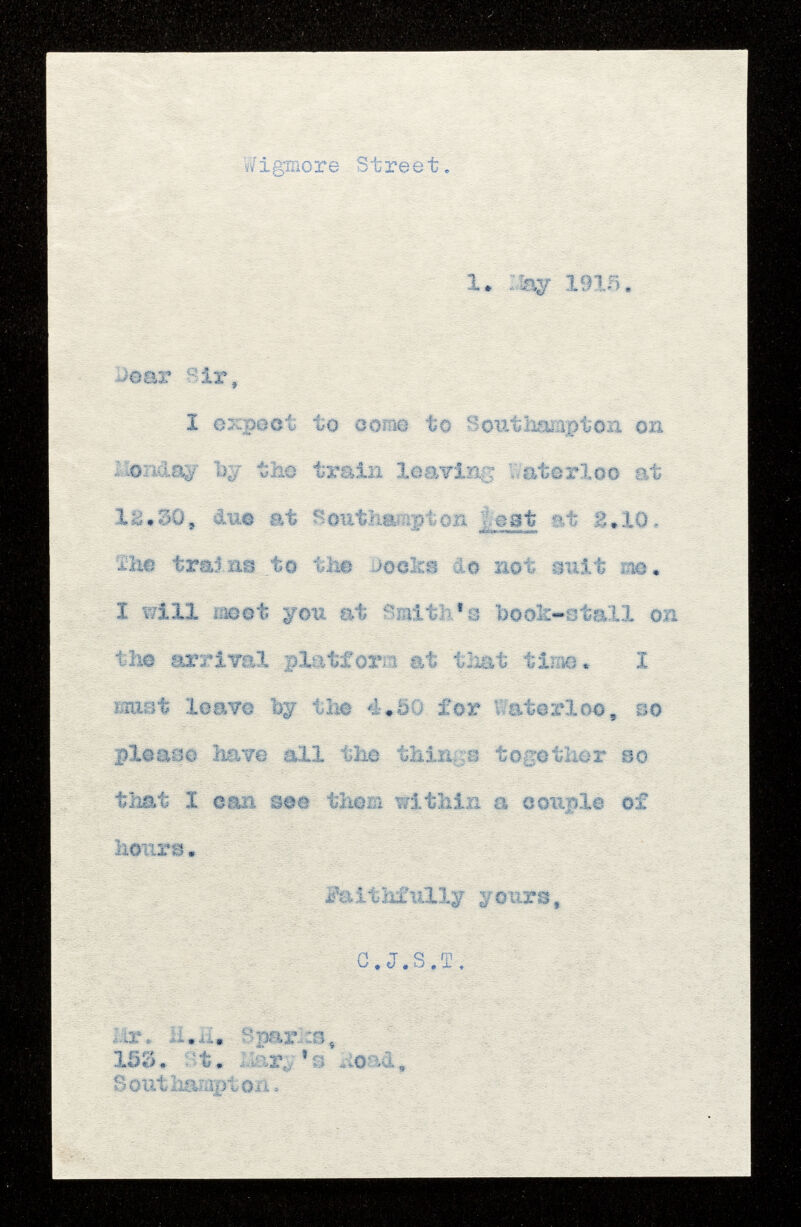 Wigmore Street.
1. May 1915.
Dear Sir,
I expect to come to Southampton on
Monday by the train leaving Waterloo at
12.30, due at Southampton West at 2.10.
The trains to the Docks do not suit me.
I will meet you at Smith's book-stall on
the arrival platform at that time. I
must leave by the 4.50 for Waterloo, so
please have all the things together so
that I can see them within a couple of
hours.
Faithfully yours,
C.J.S.T.
Mr. H.H. Sparks,
153. St. Mary's Road,
Southampton.